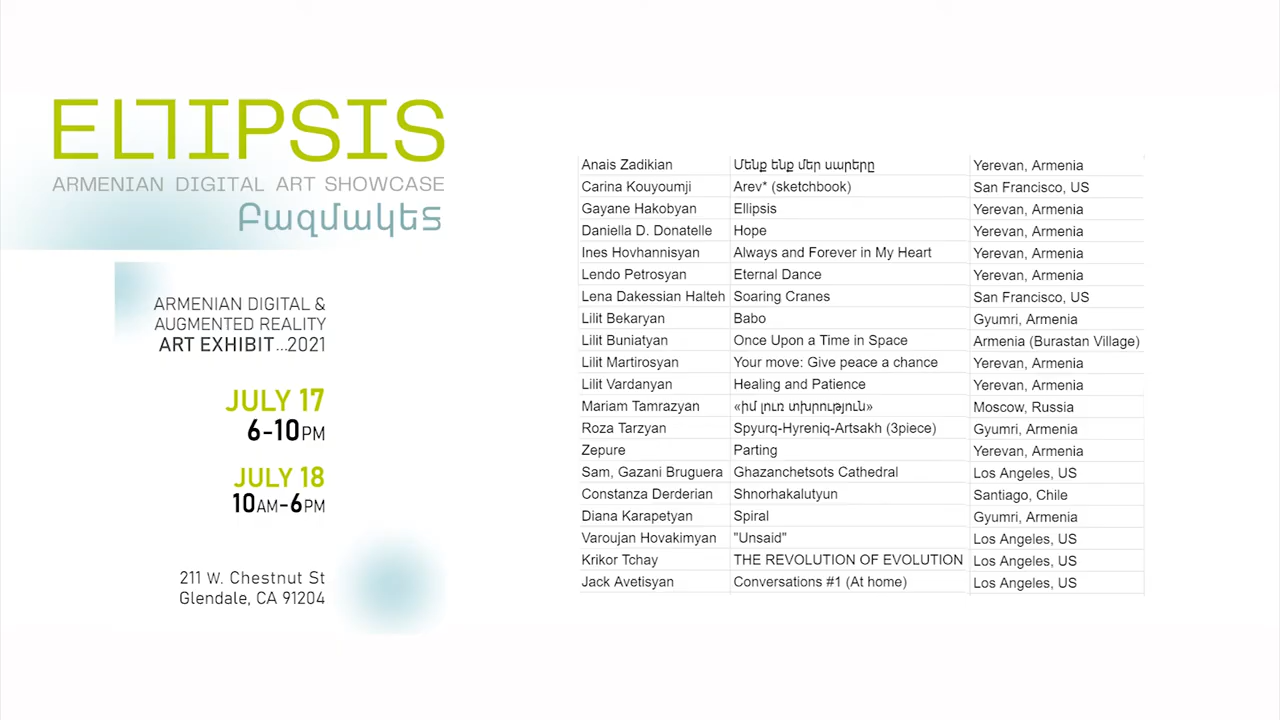 ELLIPSIS
ARMENIAN DIGITAL ART SHOWCASE
Բազմակետ
ARMENIAN DIGITAL &
AUGMENTED REALITY
ART EXHIBIT...2021
JULY 17
6-10PM
JULY 18
10AM-6PM
211 W. Chestnut St
Glendale, CA 91204
Anais Zadikian Մենք ենք մեր սարերը Yerevan, Armenia
Carina Kouyoumji Arev* (sketchbook) San Francisco, US
Gayane Hakobyan Ellipsis Yerevan, Armenia
Daniella D. Donatelle Hope Yerevan, Armenia
Ines Hovhannisyan Always and Forever in My Heart Yerevan, Armenia
Lendo Petrosyan Eternal Dance Yerevan, Armenia
Lena Dakessian Halteh Soaring Cranes San Francisco, US
Lilit Bekaryan Babo Gyumri, Armenia
Lilit Buniatyan Once Upon a Time in Space Armenia (Burastan Village)
Lilit Martirosyan Your move: Give peace a chance Yerevan, Armenia
Lilit Vardanyan Healing and Patience Yerevan, Armenia
Mariam Tamrazyan «իմ լուռ տխրություն» Moscow, Russia
Roza Tarzyan Spyurq-Hyreniq-Artsakh (3piece) Gyumri, Armenia
Zepure Parting Yerevan, Armenia
Sam, Gazani Bruguera Ghazanchetsots Cathedral Los Angeles, US
Constanza Derderian Shnorhakalutyun Santiago, Chile
Diana Karapetyan Spiral Gyumri, Armenia
Varoujan Hovakimyan "Unsaid" Los Angeles, US
Krikor Tchay THE REVOLUTION OF EVOLUTION Los Angeles, US
Jack Avetisyan Conversations #1 (At home) Los Angeles, US